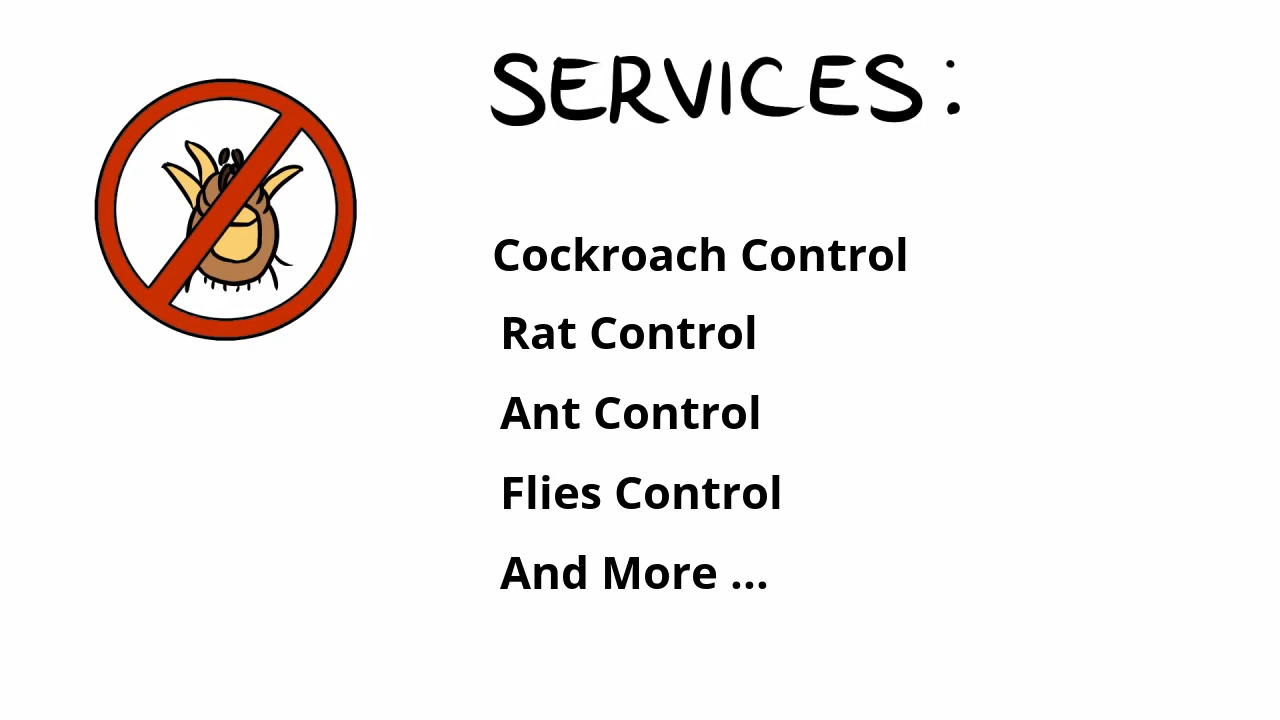 SERVICES:
Cockroach Control
Rat Control
Ant Control
Flies Control
And More ...